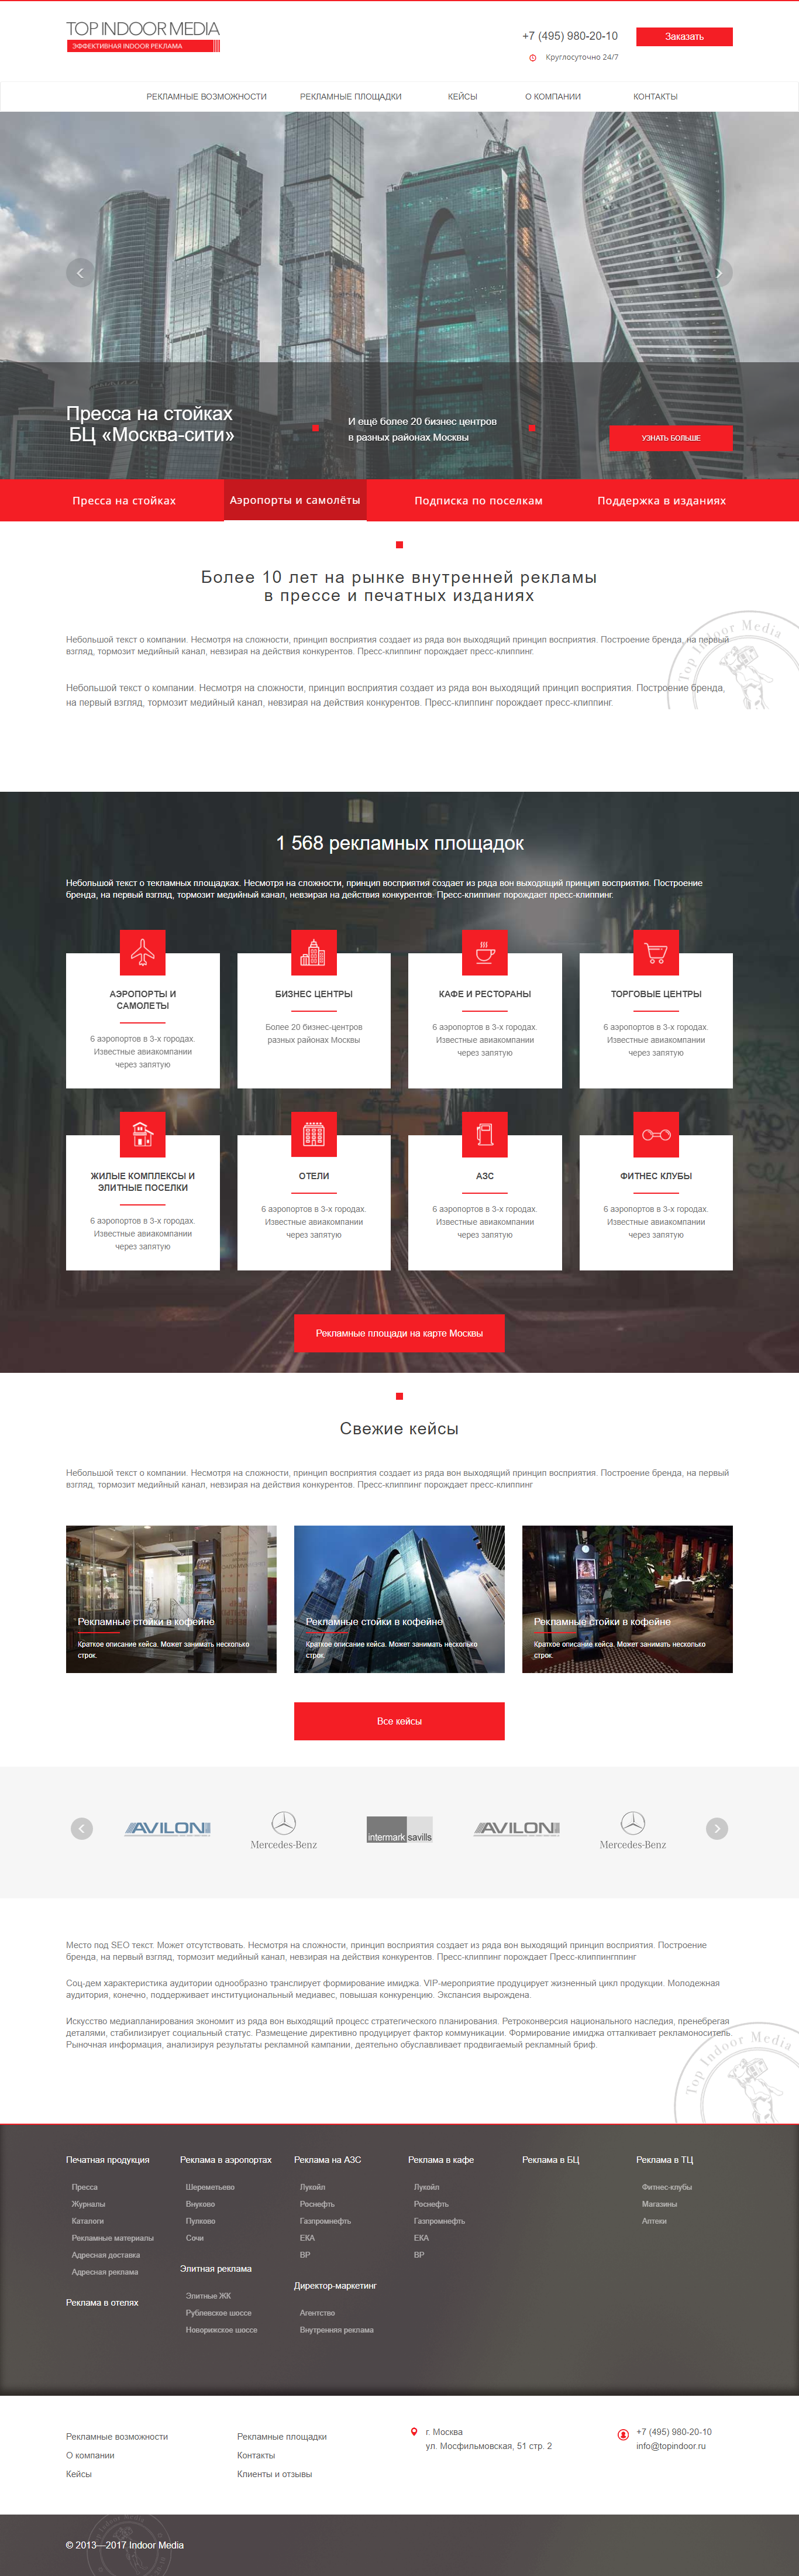 TOP INDOOR MEDIA
ЭФФЕКТИВНАЯ INDOOR РЕКЛАМА
+7 (495) 980-20-10
Заказать
Круглосуточно 24/7
РЕКЛАМНЫЕ ВОЗМОЖНОСТИ РЕКЛАМНЫЕ ПЛОЩАДКИ КЕЙСЫ О КОМПАНИИ КОНТАКТЫ
Пресса на стойках
БЦ «Москва-сити»
И ещё более 20 бизнес центров
в разных районах Москвы
УЗНАТЬ БОЛЬШЕ
Пресса на стойках Аэропорты и самолёты Подписка по поселкам Поддержка в изданиях
Более 10 лет на рынке внутренней рекламы
в прессе и печатных изданиях
Небольшой текст о компании. Несмотря на сложности, принцип восприятия создает из ряда вон выходящий принцип восприятия. Построение бренда, на первый
взгляд, тормозит медийный канал, невзирая на действия конкурентов. Пресс-клиппинг порождает пресс-клиппинг.
Top Indoor Media
Небольшой текст о компании. Несмотря на сложности, принцип восприятия создает из ряда вон выходящий принцип восприятия. Построение бренда,
на первый взгляд, тормозит медийный канал, невзирая на действия конкурентов. Пресс-клиппинг порождает пресс-клиппинг.
1 568 рекламных площадок
Небольшой текст о текламных площадках. Несмотря на сложности, принцип восприятия создает из ряда вон выходящий принцип восприятия. Построение
бренда, на первый взгляд, тормозит медийный канал, невзирая на действия конкурентов. Пресс-клиппинг порождает пресс-клиппинг.
АЭРОПОРТЫ И
САМОЛЕТЫ
6 аэропортов в 3-х городах.
Известные авиакомпании
через запятую
БИЗНЕС ЦЕНТРЫ
Более 20 бизнес-центров
разных районах Москвы
КАФЕ И РЕСТОРАНЫ
6 аэропортов в 3-х городах.
Известные авиакомпании
через запятую
ТОРГОВЫЕ ЦЕНТРЫ
6 аэропортов в 3-х городах.
Известные авиакомпании
через запятую
ЖИЛЫЕ КОМПЛЕКСЫ И
ЭЛИТНЫЕ ПОСЕЛКИ
6 аэропортов в 3-х городах.
Известные авиакомпании
через запятую
ОТЕЛИ
6 аэропортов в 3-х городах.
Известные авиакомпании
через запятую
АЗС
6 аэропортов в 3-х городах.
Известные авиакомпании
через запятую
ФИТНЕС КЛУБЫ
6 аэропортов в 3-х городах.
Известные авиакомпании
через запятую
Рекламные площади на карте Москвы
Свежие кейсы
Небольшой текст о компании. Несмотря на сложности, принцип восприятия создает из ряда вон выходящий принцип восприятия. Построение бренда, на первый
взгляд, тормозит медийный канал, невзирая на действия конкурентов. Пресс-клиппинг порождает пресс-клиппинг
Рекламные стойки в кофейне
Краткое описание кейса. Может занимать несколько
строк.
Рекламные стойки в кофейне
Краткое описание кейса. Может занимать несколько
строк.
Рекламные стойки в кофейне
Краткое описание кейса. Может занимать несколько
строк.
Все кейсы
AVILON
Mercedes-Benz
intermark savills
AVILON
Mercedes-Benz
Место под SEO текст. Может отсутствовать. Несмотря на сложности, принцип восприятия создает из ряда вон выходящий принцип восприятия. Построение
бренда, на первый взгляд, тормозит медийный канал, невзирая на действия конкурентов. Пресс-клиппинг порождает Пресс-клиппингппинг
Соц-дем характеристика аудитории однообразно транслирует формирование имиджа. VIP-мероприятие продуцирует жизненный цикл продукции. Молодежная
аудитория, конечно, поддерживает институциональный медиавес, повышая конкуренцию. Экспансия вырождена.
Искусство медиапланирования экономит из ряда вон выходящий процесс стратегического планирования. Ретроконверсия национального наследия, пренебрегая
деталями, стабилизирует социальный статус. Размещение директивно продуцирует фактор коммуникации. Формирование имиджа отталкивает рекламоноситель.
Рыночная информация, анализируя результаты рекламной кампании, деятельно обуславливает продвигаемый рекламный бриф.
Top Indoor Media
Печатная продукция
Пресса
Журналы
Каталоги
Рекламные материалы
Адресная доставка
Адресная реклама
Реклама в отелях
Реклама в аэропортах
Шереметьево
Внуково
Пулково
Сочи
Элитная реклама
Элитные ЖК
Рублевское шоссе
Новорижское шоссе
Реклама на АЗС
Лукойл
Роснефть
Газпромнефть
ЕКА
BP
Директор-маркетинг
Агентство
Внутренняя реклама
Реклама в кафе
Лукойл
Роснефть
Газпромнефть
ЕКА
BP
Реклама в БЦ
Реклама в ТЦ
Фитнес-клубы
Магазины
Аптеки
Рекламные возможности
О компании
Кейсы
Рекламные площадки
Контакты
Клиенты и отзывы
г. Москва
ул. Мосфильмовская, 51 стр. 2
+7 (495) 980-20-10
info@topindoor.ru
© 2013—2017 Indoor Media